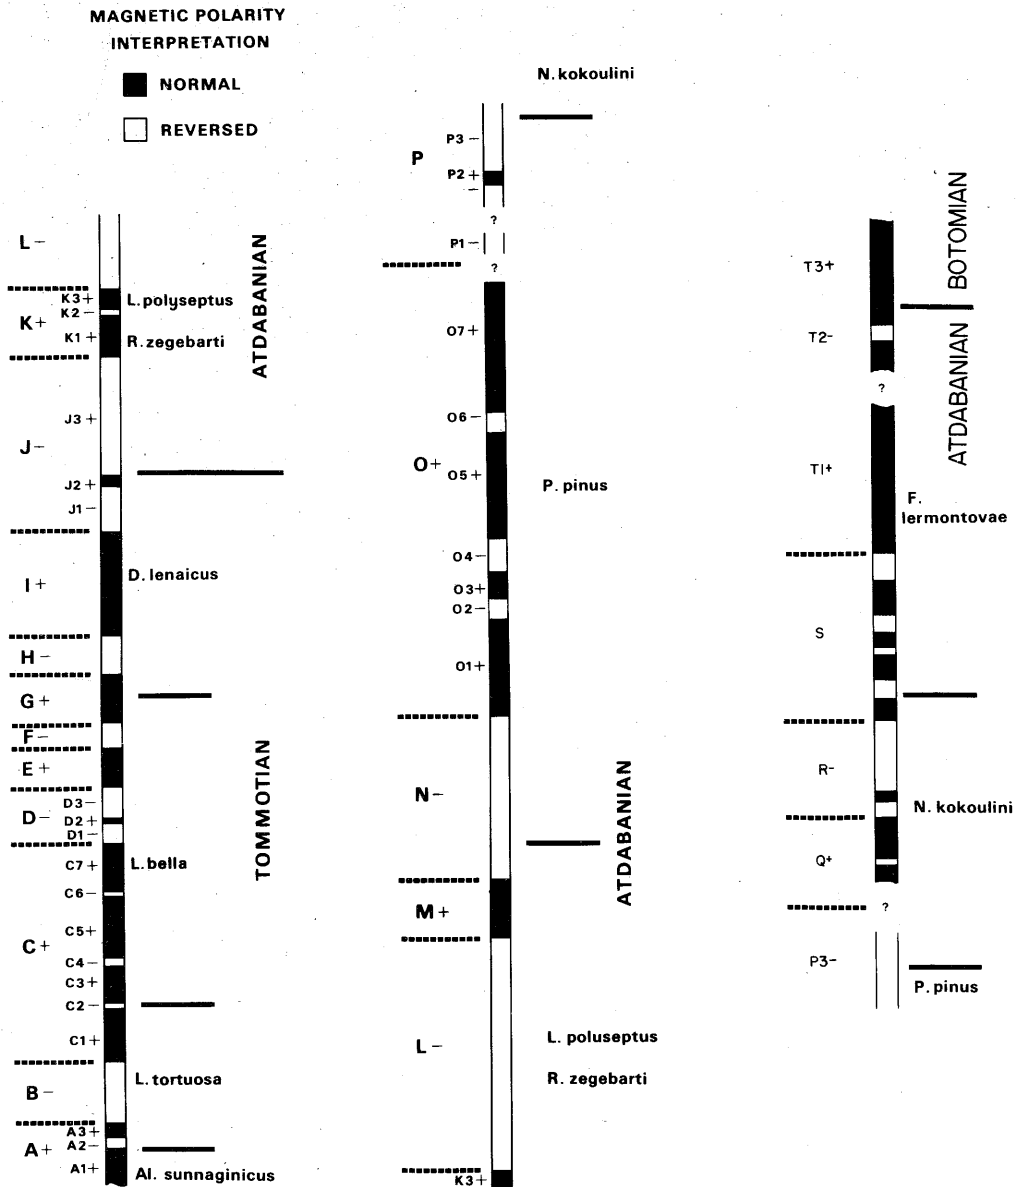 MAGNETIC POLARITY
INTERPRETATION
NORMAL
REVERSED
L −
K3+
K2 −
K+
K1 +
L. polyseptus
R. zegebarti
ATDABANIAN
J3 +
J −
J2 +
J1 −
I +
D. lenaicus
H −
G +
F −
E +
D3 −
D −
D2 +
D1 −
TOMMOTIAN
C7 +
L. bella
C6 −
C5 +
C +
C4 −
C3 +
C2 −
C1 +
L. tortuosa
B −
A3 +
A2 −
A +
A1 +
Al. sunnaginicus
N. kokoulini
P3 −
P
P2 +
−
?
P1 −
?
O7 +
O6 −
O+
O5 +
P. pinus
O4 −
O3 +
O2 −
O1 +
N −
ATDABANIAN
M +
L −
L. poluseptus
R. zegebarti
K3 +
BOTOMIAN
T3+
T2-
ATDABANIAN
?
T1+
F.
lermontovae
S
R-
N. kokoulini
Q+
?
P3-
P. pinus